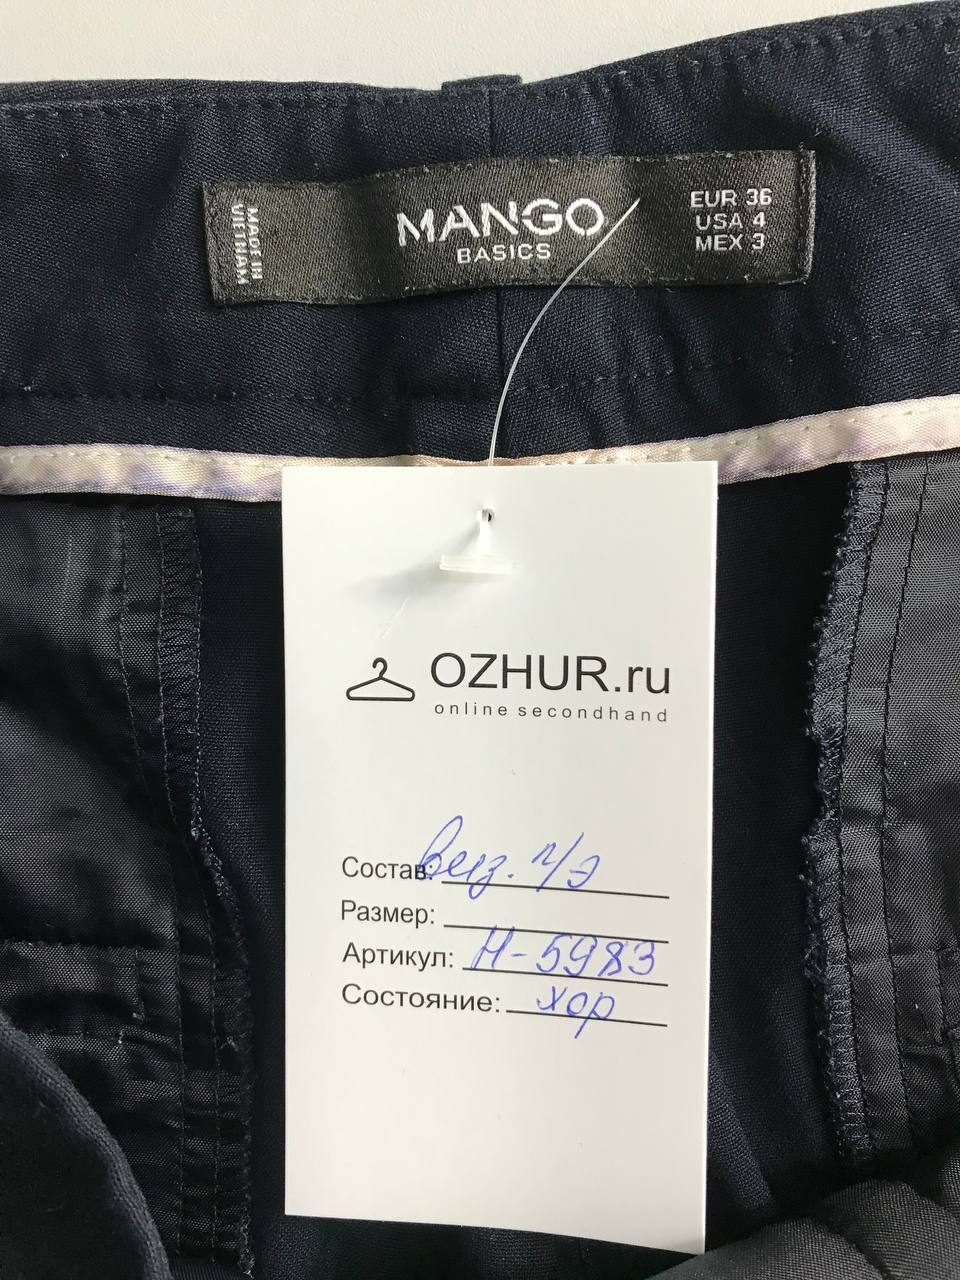 MADE IN
VIETNAM
MANGO
BASICS
EUR 36
USA 4
MEX 3
OZHUR.ru
online secondhand
Состав: виз. п/э
Размер:
Артикул: Н-5983
Состояние: хор